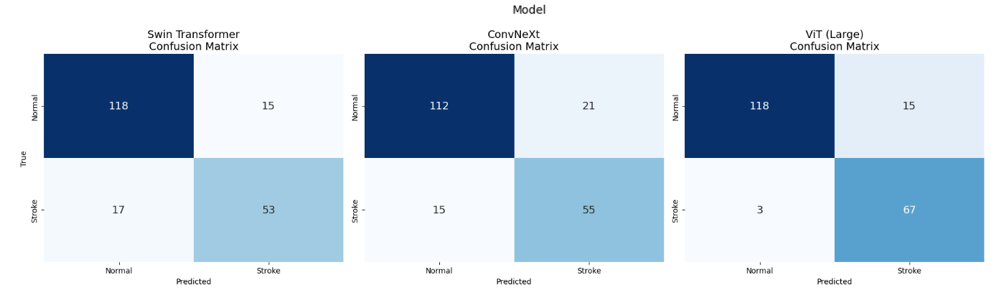 Model
Swin Transformer
Confusion Matrix
True
Normal
118
15
Stroke
17
53
Normal
Stroke
Predicted
ConvNeXt
Confusion Matrix
Normal
112
21
Stroke
15
55
Normal
Stroke
Predicted
ViT (Large)
Confusion Matrix
Normal
118
15
Stroke
3
67
Normal
Stroke
Predicted